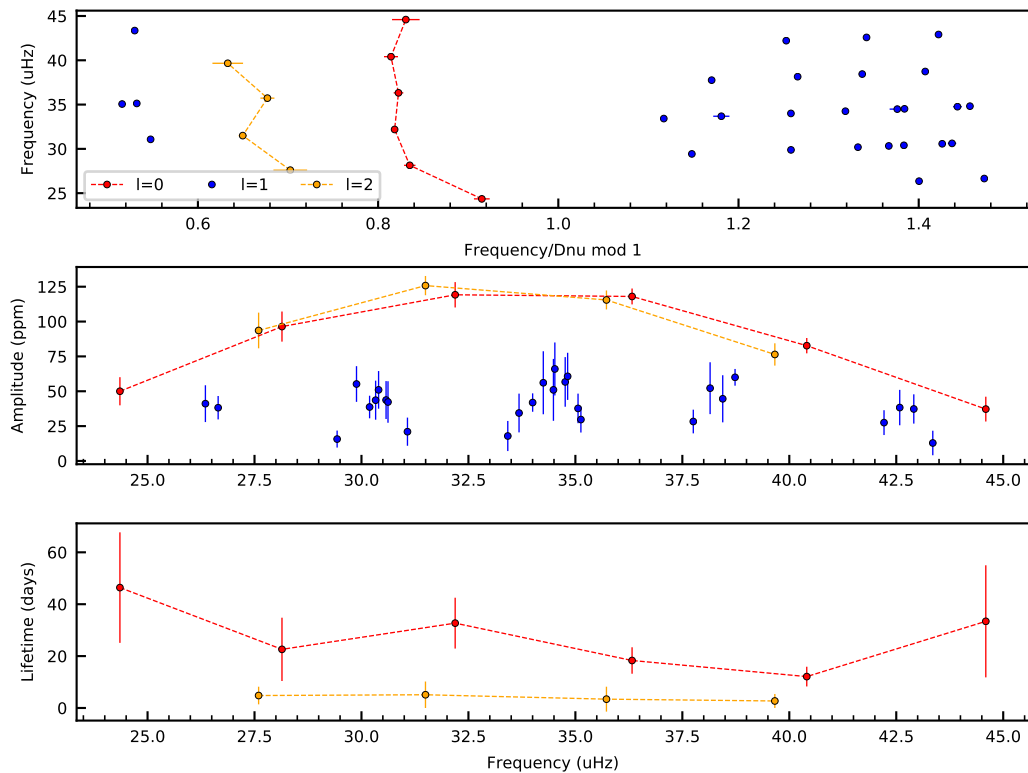 45
40
35
30
25
Frequency (uHz)
l=0 l=1 l=2
0.6 0.8 1.0 1.2 1.4
Frequency/Dnu mod 1
125
100
75
50
25
0
Amplitude (ppm)
25.0 27.5 30.0 32.5 35.0 37.5 40.0 42.5 45.0
60
40
20
0
Lifetime (days)
25.0 27.5 30.0 32.5 35.0 37.5 40.0 42.5 45.0
Frequency (uHz)